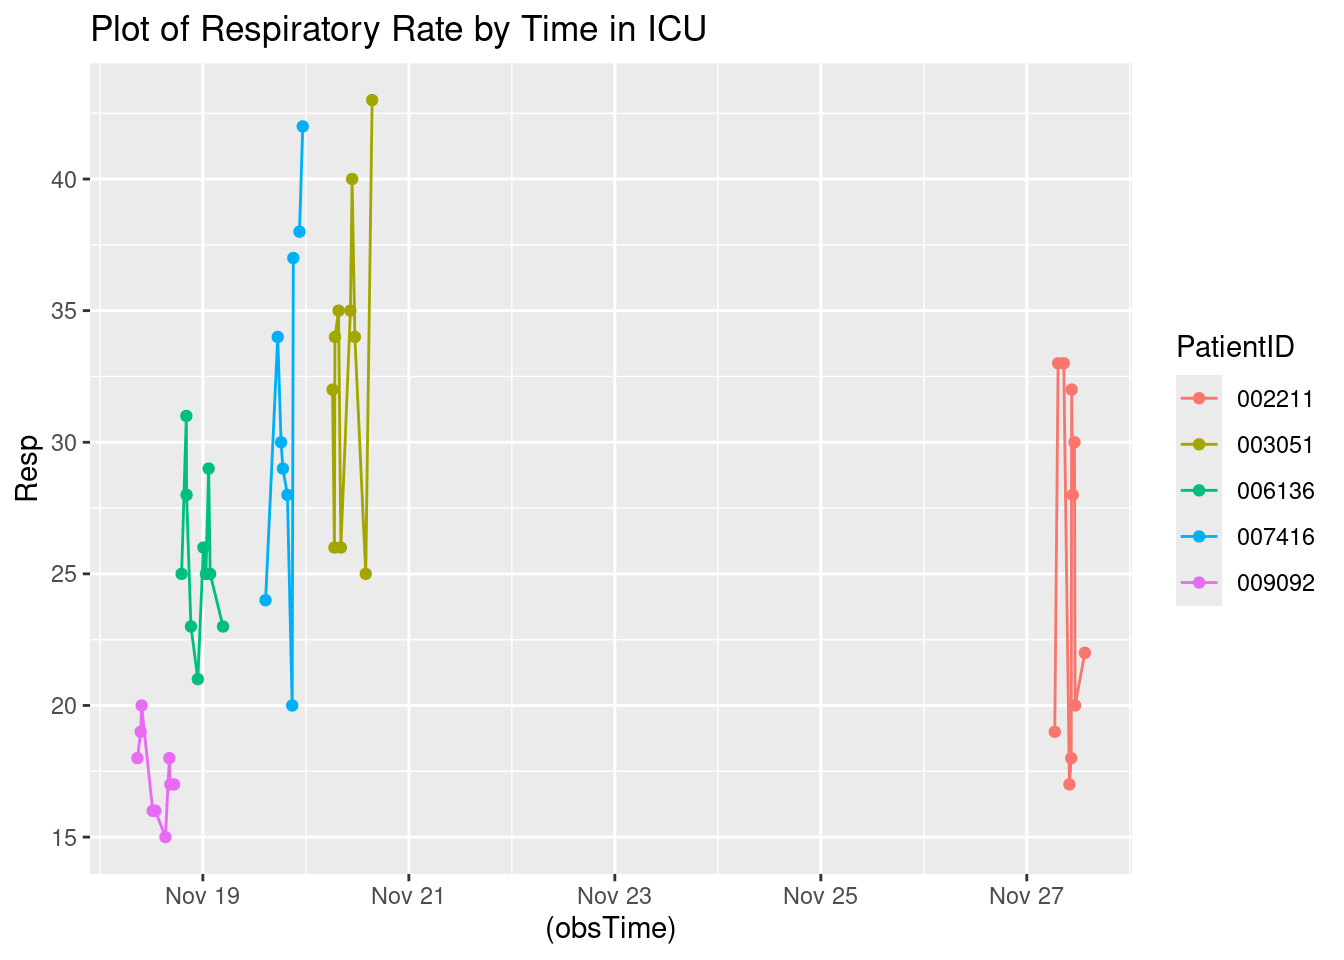 Plot of Respiratory Rate by Time in ICU
40
35
30
25
20
15
Resp
Nov 19
Nov 21
Nov 23
Nov 25
Nov 27
(obsTime)
PatientID
002211
003051
006136
007416
009092